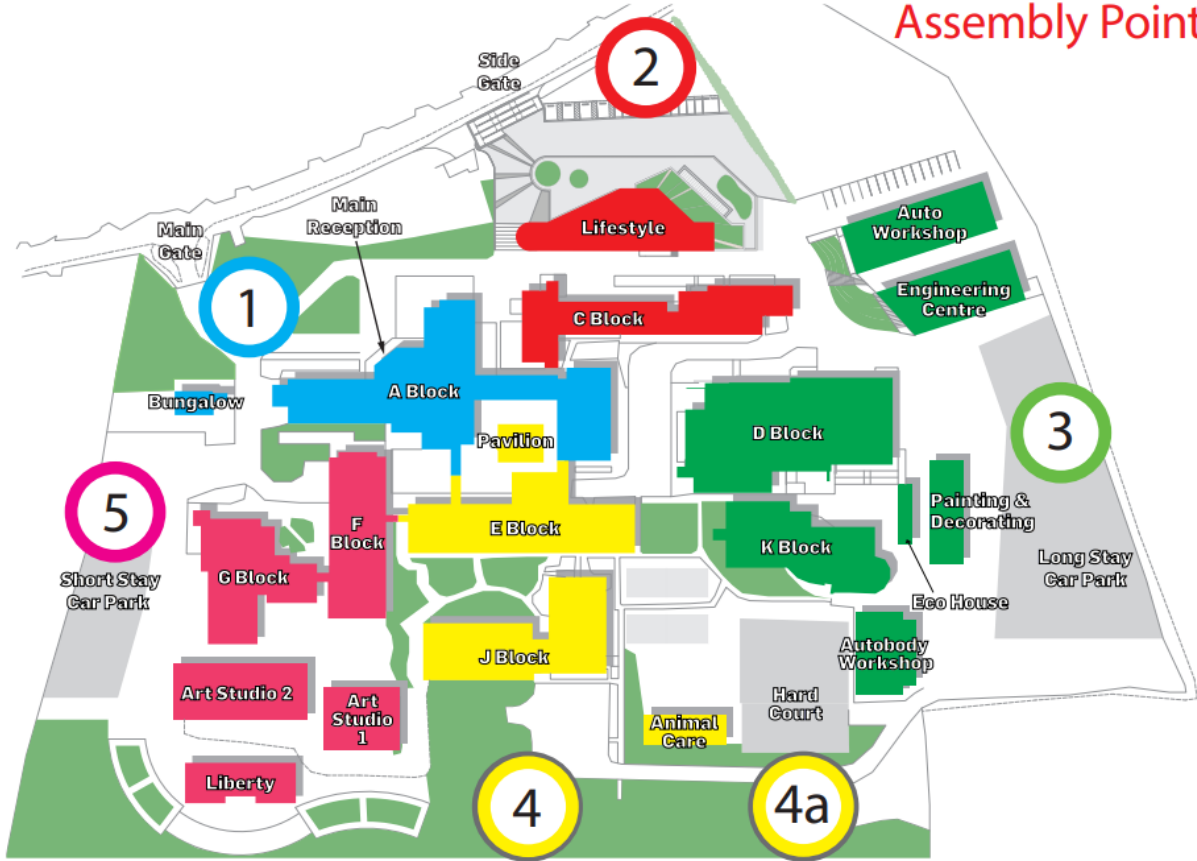 Assembly Point
Side
Gate
2
Main
Reception
Main
Gate
Lifestyle
Auto
Workshop
Engineering
Centre
1
C Block
Bungalow
A Block
Pavilion
D Block
3
5
F
Block
E Block
Painting &
Decorating
K Block
G Block
Short Stay
Car Park
Long Stay
Car Park
Eco House
J Block
Autobody
Workshop
Art Studio 2
Art
Studio
1
Hard
Court
Animal
Care
Liberty
4
4a